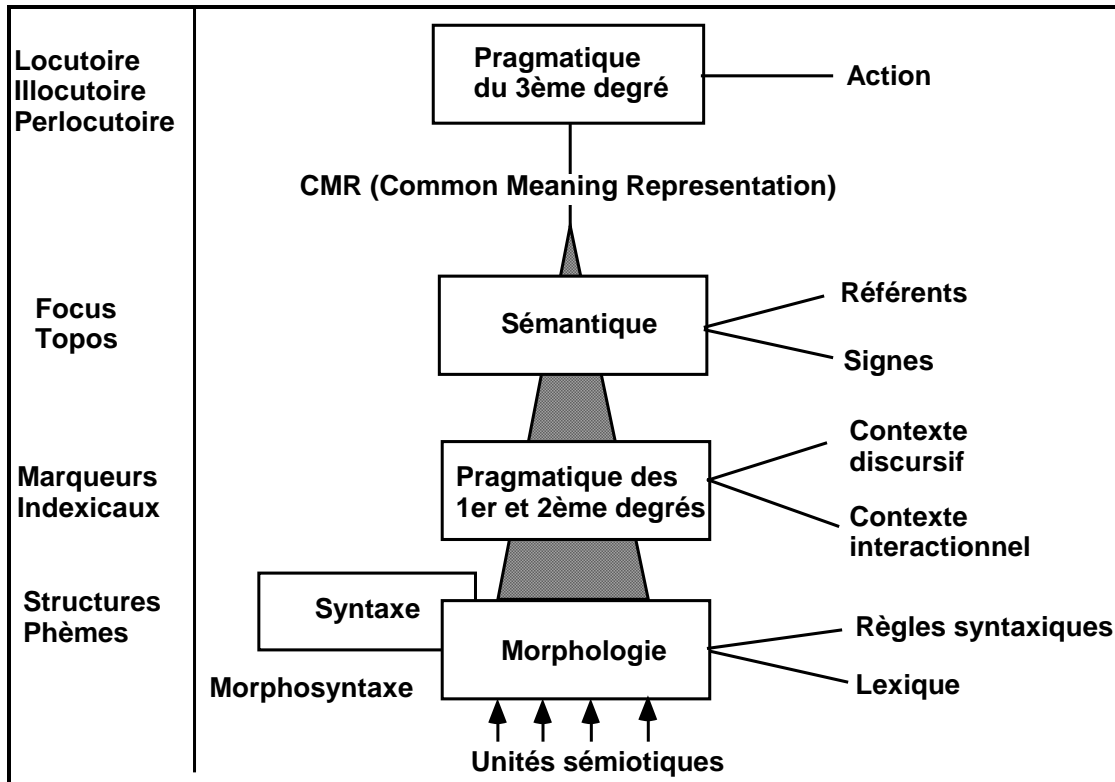 Locutoire
Illocutoire
Perlocutoire
Pragmatique
du 3ème degré
Action
CMR (Common Meaning Representation)
Focus
Topos
Sémantique
Référents
Signes
Marqueurs
Indexicaux
Pragmatique des
1er et 2ème degrés
Contexte
discursif
Contexte
interactionnel
Structures
Phèmes
Syntaxe
Morphologie
Morphosyntaxe
Règles syntaxiques
Lexique
Unités sémiotiques